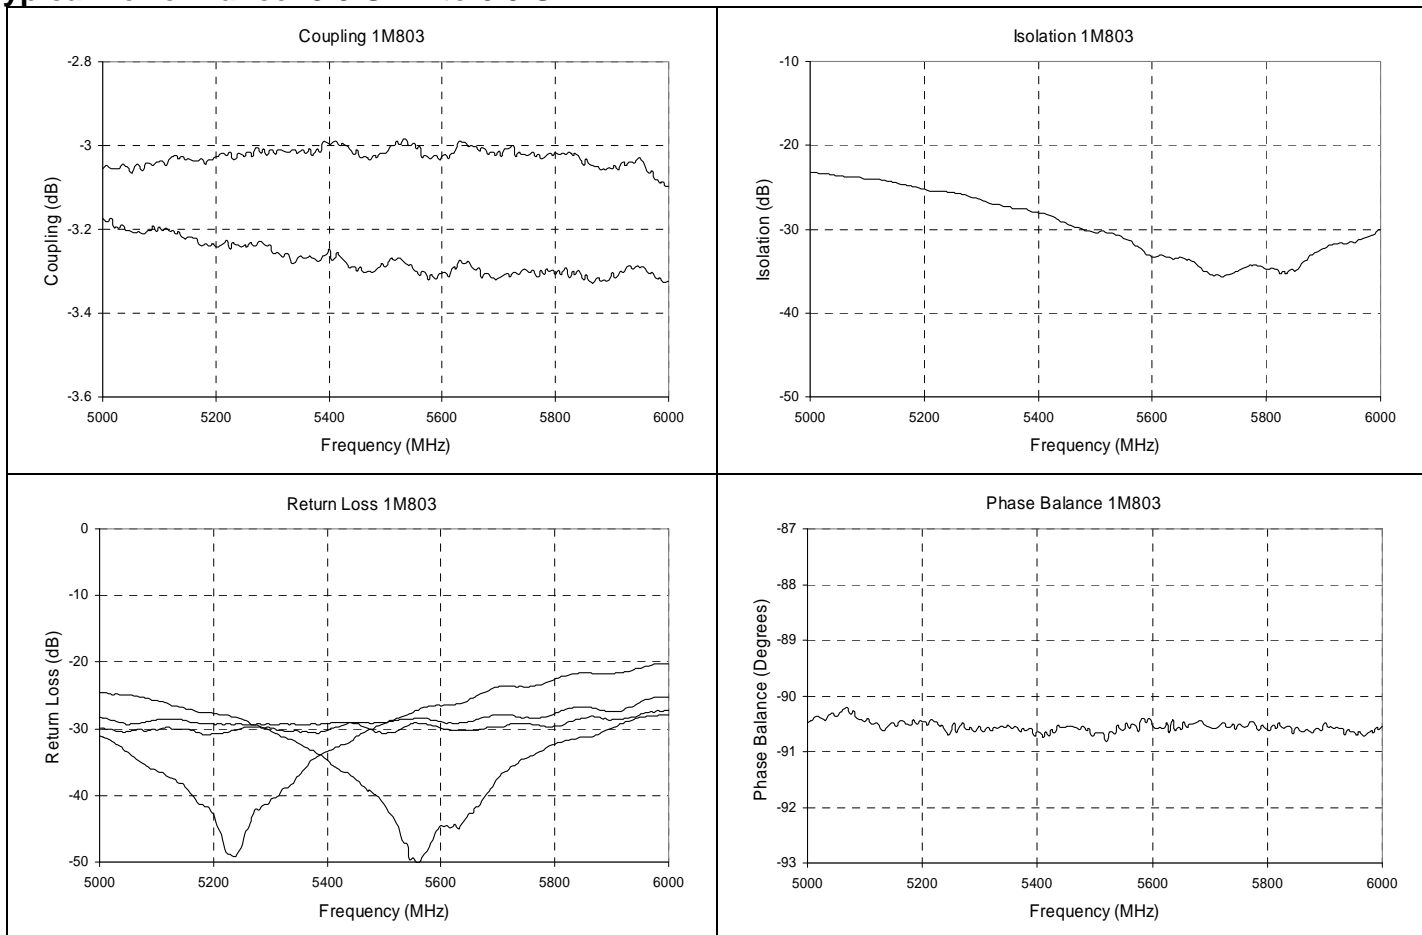 Coupling 1M803
-2.8
-3
-3.2
-3.4
-3.6
Coupling (dB)
5000 5200 5400 5600 5800 6000
Frequency (MHz)
Isolation 1M803
-10
-20
-30
-40
-50
Isolation (dB)
5000 5200 5400 5600 5800 6000
Frequency (MHz)
Return Loss 1M803
0
-10
-20
-30
-40
-50
Return Loss (dB)
5000 5200 5400 5600 5800 6000
Frequency (MHz)
Phase Balance 1M803
-87
-88
-89
-90
-91
-92
-93
Phase Balance (Degrees)
5000 5200 5400 5600 5800 6000
Frequency (MHz)